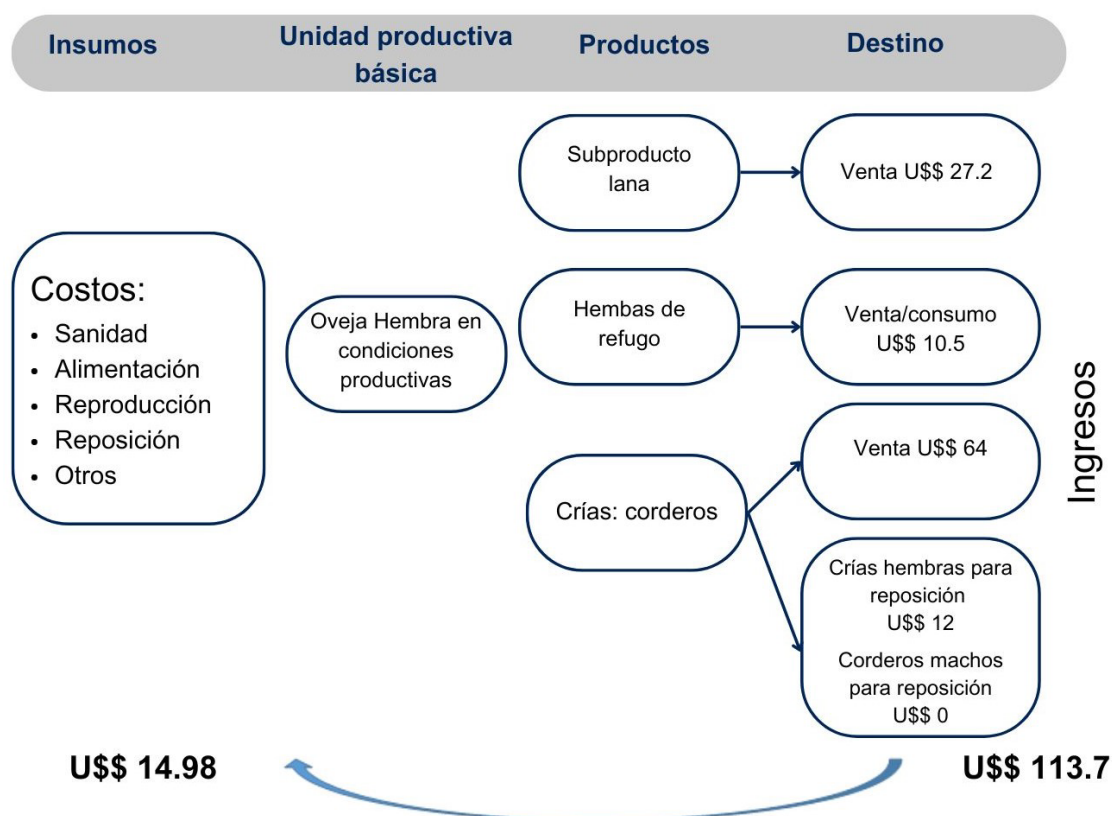 Insumos
Unidad productiva
básica
Productos
Destino
Subproducto
lana
Venta U$$ 27.2
Costos:
• Sanidad
• Alimentación
• Reproducción
• Reposición
• Otros
Oveja Hembra en
condiciones
productivas
Hembas de
refugo
Venta/consumo
U$$ 10.5
Crías: corderos
Venta U$$ 64
Crías hembras para
reposición
U$$ 12
Corderos machos
para reposición
U$$ 0
Ingresos
U$$ 14.98
U$$ 113.7